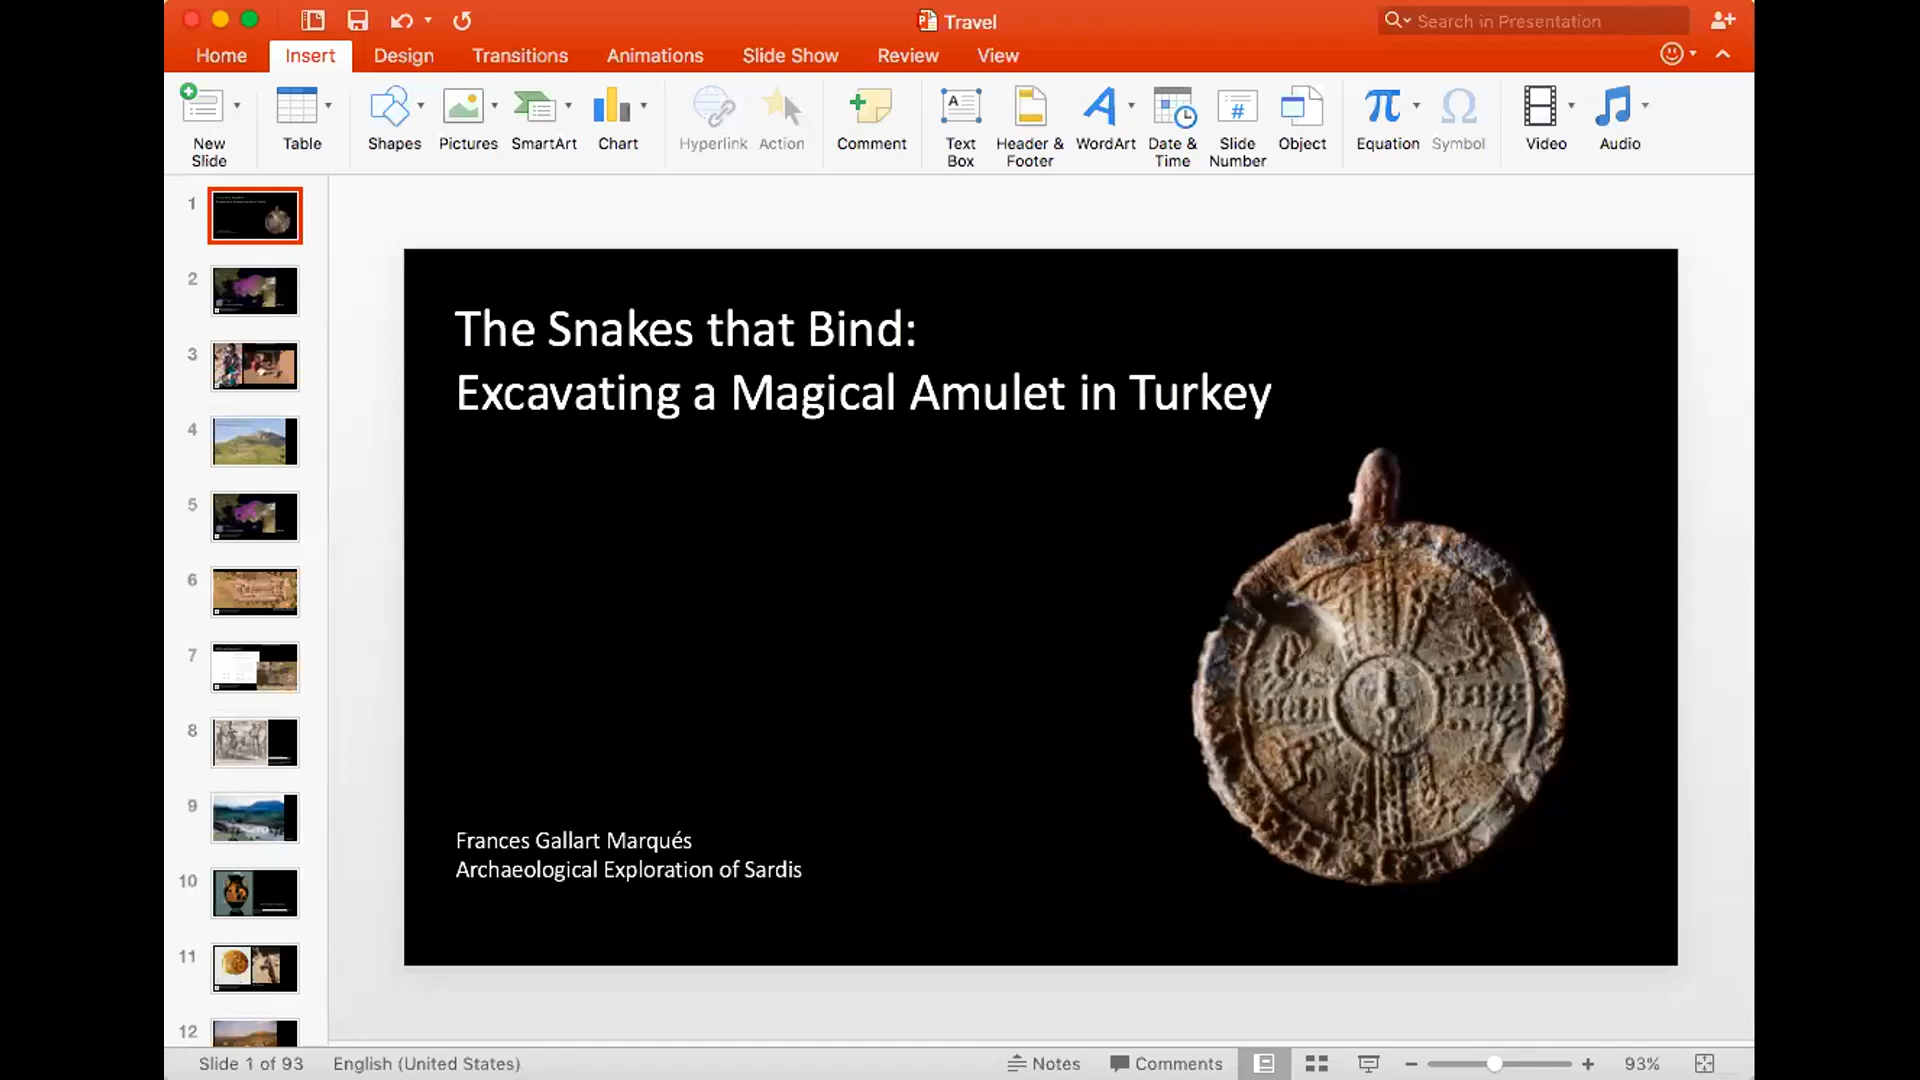 Travel
Search in Presentation
Home
Insert
Design
Transitions
Animations
Slide Show
Review
View
New
Slide
Table
Shapes
Pictures
SmartArt
Chart
Hyperlink
Action
Comment
Text
Box
Header &
Footer
WordArt
Date &
Time
Slide
Number
Object
Equation
Symbol
Video
Audio
1
2
3
4
5
6
7
8
9
10
11
12
The Snakes that Bind:
Excavating a Magical Amulet in Turkey
Frances Gallart Marqués
Archaeological Exploration of Sardis
Slide 1 of 93
English (United States)
Notes
Comments
93%